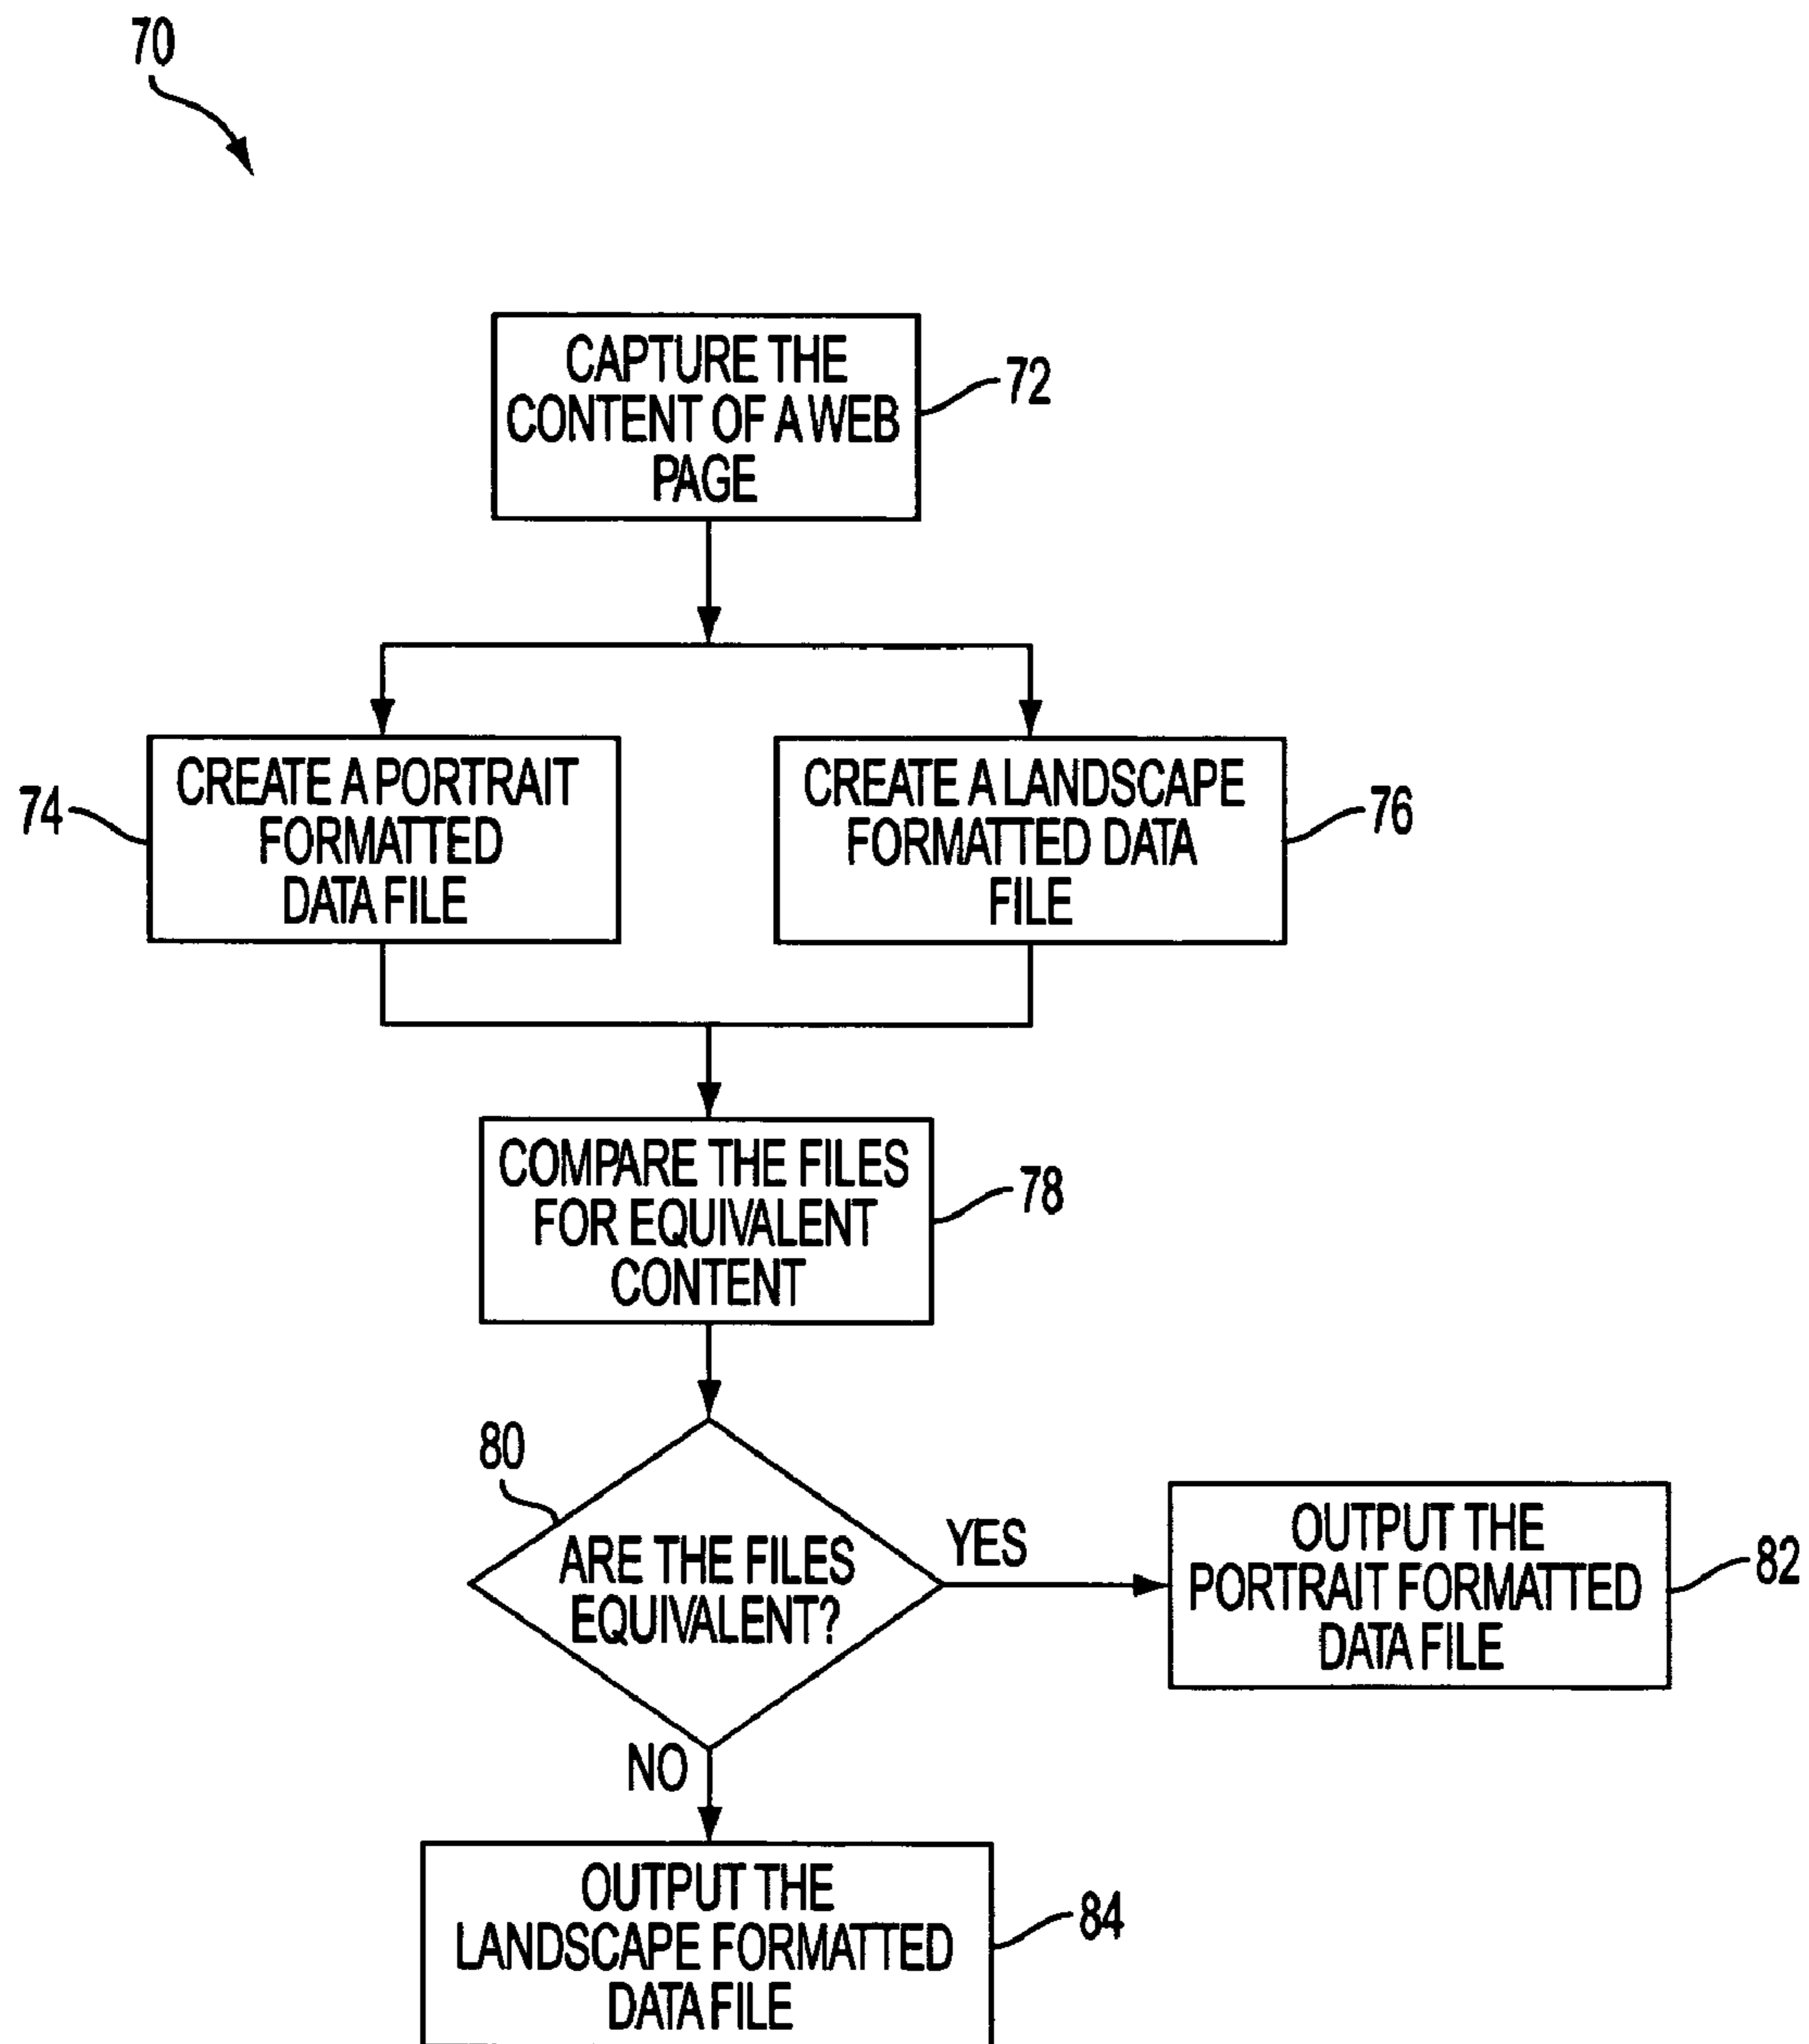 70
CAPTURE THE
CONTENT OF A WEB
PAGE
72
CREATE A PORTRAIT
FORMATTED
DATA FILE
74
CREATE A LANDSCAPE
FORMATTED DATA
FILE
76
COMPARE THE FILES
FOR EQUIVALENT
CONTENT
78
80
ARE THE FILES
EQUIVALENT?
YES
OUTPUT THE
PORTRAIT FORMATTED
DATA FILE
82
NO
OUTPUT THE
LANDSCAPE FORMATTED
DATA FILE
84